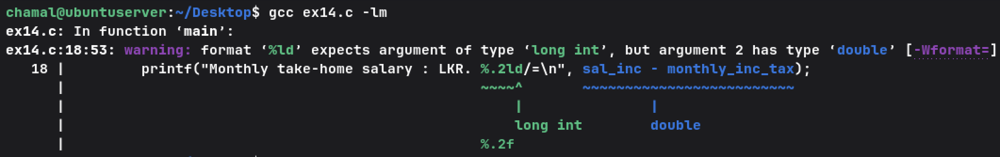 chamal@ubuntuserver:~/Desktop$ gcc ex14.c -lm
ex14.c: In function ‘main’:
ex14.c:18:53: warning: format ‘%ld’ expects argument of type ‘long int’, but argument 2 has type ‘double’ [-Wformat=]
   18 |         printf("Monthly take-home salary : LKR. %.2ld/=\n", sal_inc - monthly_inc_tax);
      |                                                 ~~~~^       ~~~~~~~~~~~~~~~~~~~~~~~~~
      |                                                     |               |
      |                                                     long int        double
      |                                                 %.2f